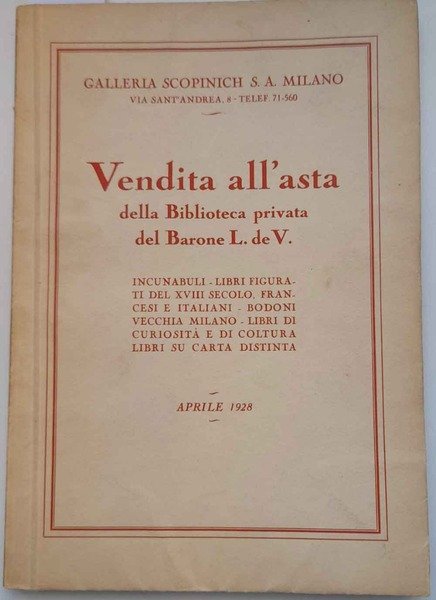 GALLERIA SCOPINICH S. A. MILANO
VIA SANT'ANDREA, 8 - TELEF. 71-560
Vendita all'asta
della Biblioteca privata
del Barone L. de V.
INCUNABULI - LIBRI FIGURA-
TI DEL XVIII SECOLO, FRAN-
CESI E ITALIANI - BODONI
VECCHIA MILANO - LIBRI DI
CURIOSITÀ E DI COLTURA
LIBRI SU CARTA DISTINTA
APRILE 1928